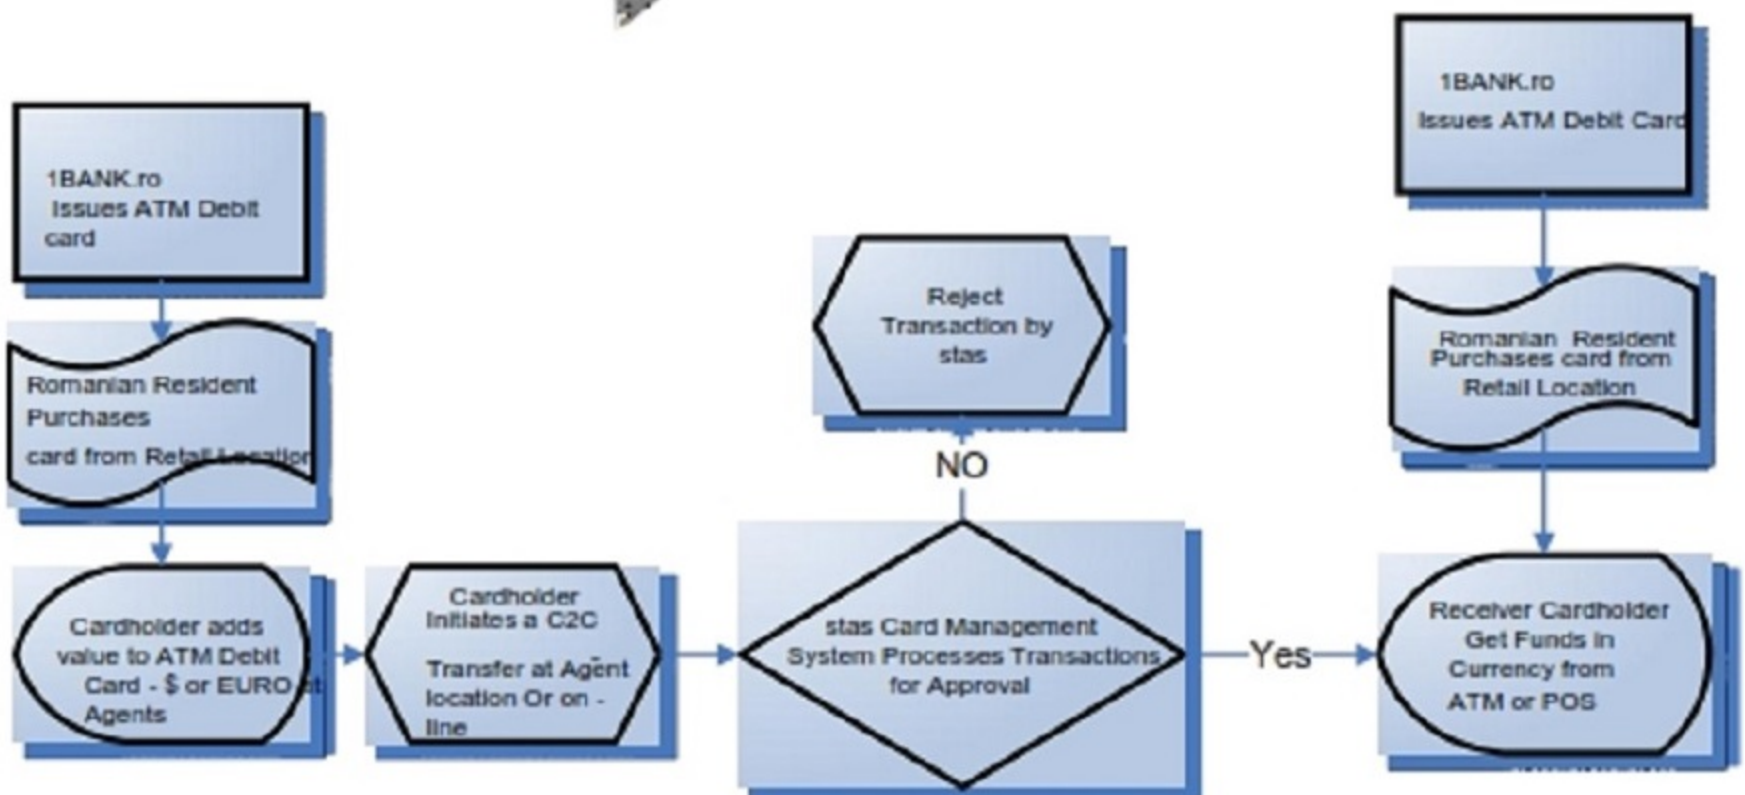 1BANK.ro
Issues ATM Debit
card
Romanian Resident
Purchases
card from Retail Location
Cardholder adds
value to ATM Debit
Card - $ or EURO at
Agents
Cardholder
Initiates a C2C
Transfer at Agent
location Or on -
line
Reject
Transaction by
stas
NO
stas Card Management
System Processes Transactions
for Approval
Yes
1BANK.ro
Issues ATM Debit Card
Romanian Resident
Purchases card from
Retail Location
Receiver Cardholder
Get Funds in
Currency from
ATM or POS